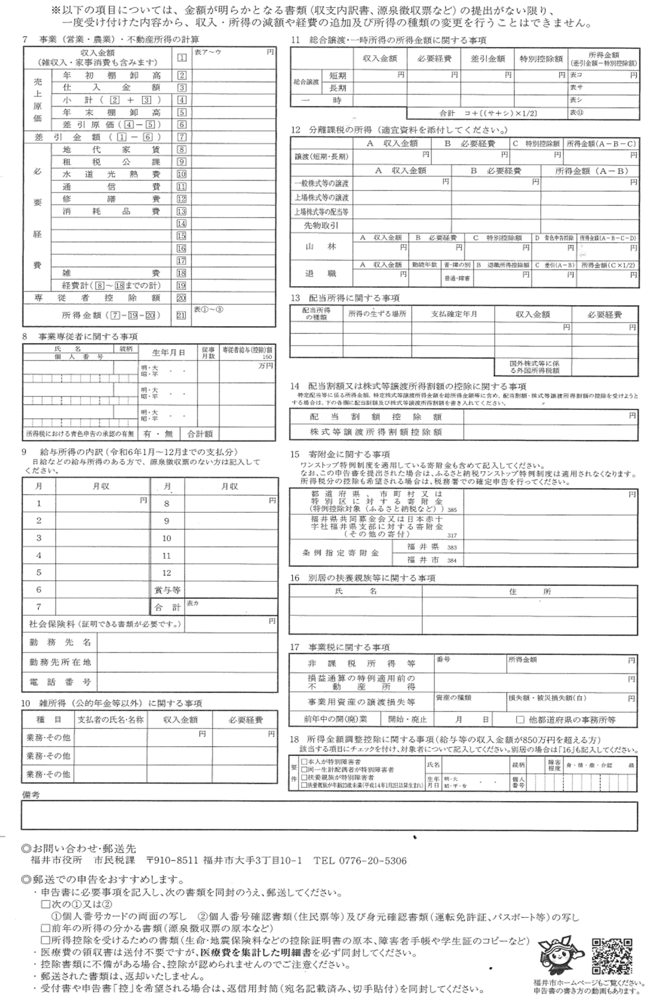 ※以下の項目については、金額が明らかとなる書類(収支内訳書、源泉徴収票など)の提出がない限り、
一度受け付けた内容から、収入・所得の減額や経費の追加及び所得の種類の変更を行うことはできません。
7 事業(営業・農業)・不動産所得の計算
収入金額
(雑収入・家事消費も含みます) 1 表ア～ウ 円
売上原価
年初棚卸高 2
仕入金額 3
小計(2+3) 4
年末棚卸高 5
差引原価(4-5) 6
差引金額(1-6) 7
必要経費
地代家賃 8
租税公課 9
水道光熱費 10
通信費 11
修繕費 12
消耗品費 13
14
15
16
17
雑費 18
経費計(8～18までの計) 19
専従者控除額 20
所得金額(7-19-20) 21 表①～③
8 事業専従者に関する事項
氏名 続柄 生年月日 従事月数 専従者給与(控除)額
個人番号 150
明・大 ・ ・ 万円
昭・平
明・大 ・ ・
昭・平
明・大 ・ ・
昭・平
所得税における青色申告の承認の有無 有・無 合計額
9 給与所得の内訳(令和6年1月～12月までの支払分)
日給などの給与所得のある方で、源泉徴収票のない方は記入して
ください。
月 月収 月 月収
1 円 8 円
2 9
3 10
4 11
5 12
6 賞与等
7 合計 表カ
社会保険料(証明できる書類が必要です。) 円
勤務先名
勤務先所在地
電話番号
10 雑所得(公的年金等以外)に関する事項
種目 支払者の氏名・名称 収入金額 必要経費
業務・その他 円 円
業務・その他
業務・その他
11 総合譲渡・一時所得の所得金額に関する事項
収入金額 必要経費 差引金額 特別控除額 所得金額
(差引金額-特別控除額)
総合譲渡 短期 円 円 円 円 表コ 円
長期 表サ
一時 表シ
合計 コ+[(サ+シ)×1/2] 表⑪
12 分離課税の所得(適宜資料を添付してください。)
A 収入金額 B 必要経費 C 特別控除額 所得金額(A-B-C)
譲渡(短期・長期) 円 円 円 円
A 収入金額 B 必要経費 所得金額(A-B)
一般株式等の譲渡 円 円 円
上場株式等の譲渡
上場株式等の配当等
先物取引
山林 A 収入金額 B 必要経費 C 特別控除額 D 青色申告控除 所得金額(A-B-C-D)
円 円 円 円 円
退職 A 収入金額 勤続年数 普・障の別 B 退職所得控除額 C 差引(A-B) 所得金額(C×1/2)
円 普通・障害 円 円 円
13 配当所得に関する事項
配当所得の種類 所得の生ずる場所 支払確定年月 収入金額 必要経費
円 円
国外株式等に係
る外国所得税額
14 配当割額又は株式等譲渡所得割額の控除に関する事項
特定配当等に係る所得金額、特定株式等譲渡所得金額を総所得金額等に含め、配当割額・株式等譲渡所得割額の控除を受けようと
する場合は、下の各欄に配当割額及び株式等譲渡所得割額を書き入れてください。
配当割額控除額 円
株式等譲渡所得割額控除額
15 寄附金に関する事項
ワンストップ特例制度を適用している寄附金も含めて記入してください。
なお、この申告書を提出された場合は、ふるさと納税ワンストップ特例制度は適用されなくなります。
所得税分の控除も希望される場合は、税務署での確定申告を行ってください。
都道府県、市町村又は 円
特別区に対する寄附金
(特例控除対象(ふるさと納税など)) 385
福井県共同募金会又は日本赤十
字社福井県支部に対する寄附金
(その他の寄付) 317
条例指定寄附金 福井県 383
福井市 384
16 別居の扶養親族等に関する事項
氏名 住所
17 事業税に関する事項
非課税所得等 番号 所得金額 円
損益通算の特例適用前の 円
不動産所得
事業用資産の譲渡損失等 資産の種類 損失額・被災損失額(白) 円
前年中の開(廃)業 開始・廃止 月 日 □ 他都道府県の事務所等
18 所得金額調整控除に関する事項(給与等の収入金額が850万円を超える方)
該当する項目にチェックを付け、対象者について記入してください。別居の場合は「16」も記入してください。
要件
□本人が特別障害者
□同一生計配偶者が特別障害者
□扶養親族が特別障害者
□扶養親族が年齢23歳未満(平成14年1月2日以降生まれ)
氏名 続柄 障害程度 身・精・療・介認 級
生年月日 明・大 ・ ・ 個人番号
昭・平・令
備考
◎お問い合わせ・郵送先
福井市役所 市民税課 〒910-8511 福井市大手3丁目10-1 TEL 0776-20-5306
◎郵送での申告をおすすめします。
・申告書に必要事項を記入し、次の書類を同封のうえ、郵送してください。
□次の①又は②
①個人番号カードの両面の写し ②個人番号確認書類(住民票等)及び身元確認書類(運転免許証、パスポート等)の写し
□前年の所得の分かる書類(源泉徴収票の原本など)
□所得控除を受けるための書類(生命・地震保険料などの控除証明書の原本、障害者手帳や学生証のコピーなど)
・医療費の領収書は送付不要ですが、医療費を集計した明細書を必ず同封してください。
・控除書類に不備がある場合、控除が認められませんのでご注意ください。
・郵送された書類は、返却いたしません。
・受付書や申告書「控」を希望される場合は、返信用封筒(宛名記載済み、切手貼付)を同封してください。
福井市ホームページもご覧ください。
申告書の書き方の動画もあります。